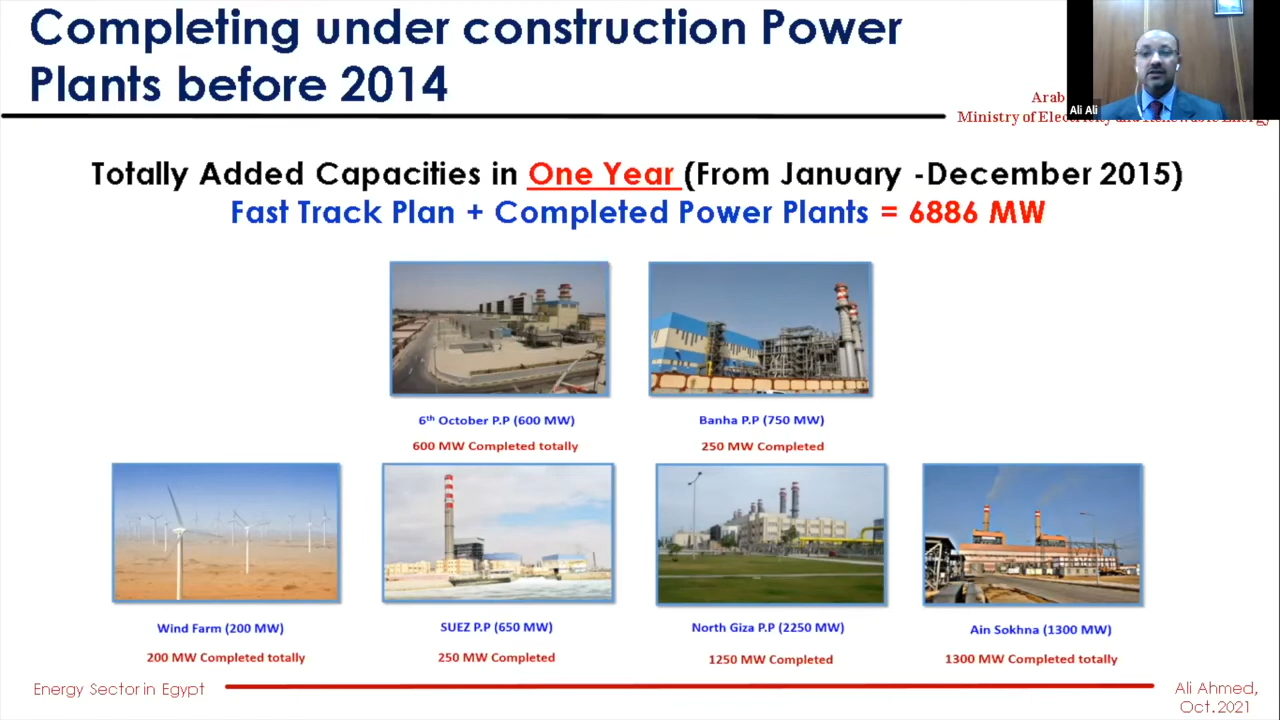 Completing under construction Power
Plants before 2014
Arab
Ministry of Electricity and Renewable Energy
Ali Ali
Totally Added Capacities in One Year (From January -December 2015)
Fast Track Plan + Completed Power Plants = 6886 MW
6th October P.P (600 MW)
600 MW Completed totally
Banha P.P (750 MW)
250 MW Completed
Wind Farm (200 MW)
200 MW Completed totally
SUEZ P.P (650 MW)
250 MW Completed
North Giza P.P (2250 MW)
1250 MW Completed
Ain Sokhna (1300 MW)
1300 MW Completed totally
Energy Sector in Egypt
Ali Ahmed,
Oct.2021